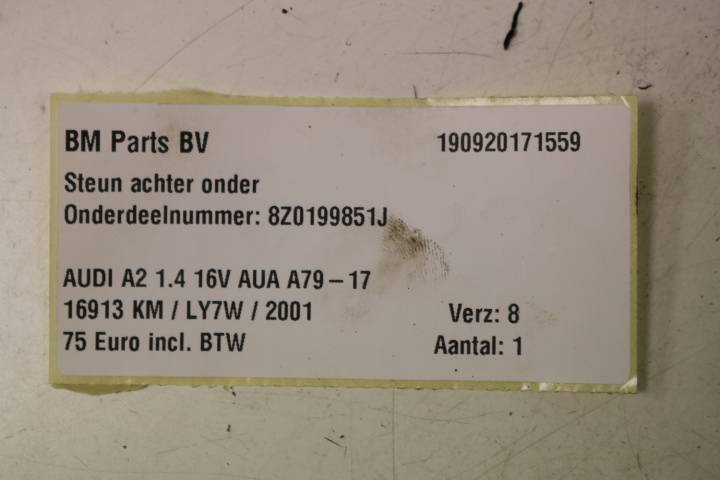 BM Parts BV 190920171559
Steun achter onder
Onderdeelnummer: 8Z0199851J
AUDI A2 1.4 16V AUA A79 – 17
16913 KM / LY7W / 2001 Verz: 8
75 Euro incl. BTW Aantal: 1